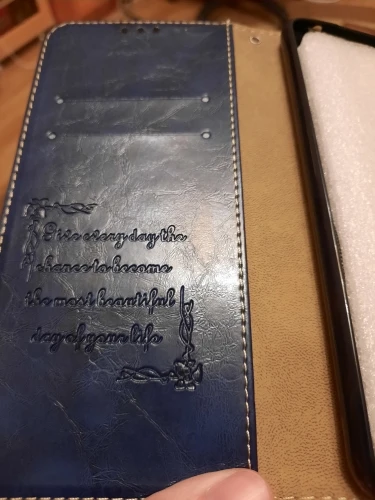 Give every day the
chance to become
the most beautiful
day of your life